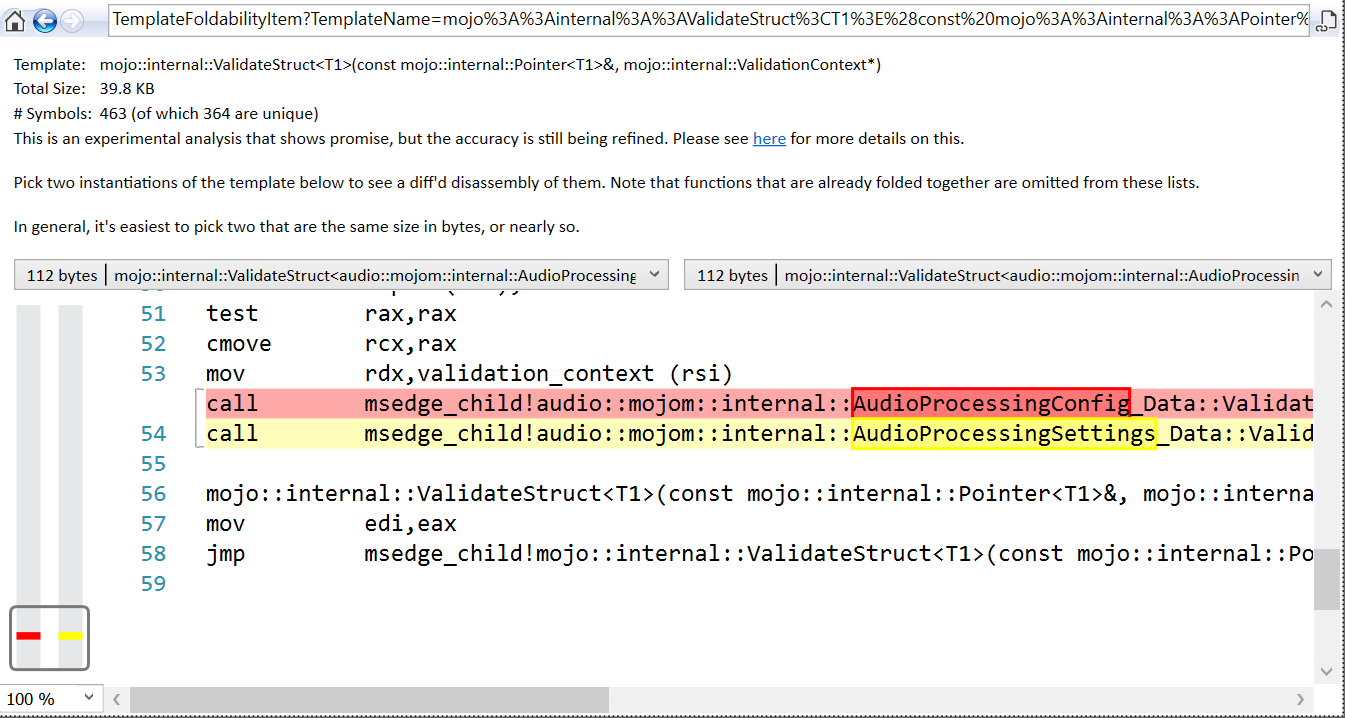 TemplateFoldabilityItem?TemplateName=mojo%3A%3Ainternal%3A%3AValidateStruct%3CT1%3E%28const%20mojo%3A%3Ainternal%3A%3APointer%
Template: mojo::internal::ValidateStruct<T1>(const mojo::internal::Pointer<T1>&, mojo::internal::ValidationContext*)
Total Size: 39.8 KB
# Symbols: 463 (of which 364 are unique)
This is an experimental analysis that shows promise, but the accuracy is still being refined. Please see here for more details on this.
Pick two instantiations of the template below to see a diff'd disassembly of them. Note that functions that are already folded together are omitted from these lists.
In general, it's easiest to pick two that are the same size in bytes, or nearly so.
112 bytes | mojo::internal::ValidateStruct<audio::mojom::internal::AudioProcessing 112 bytes | mojo::internal::ValidateStruct<audio::mojom::internal::AudioProcessin
51 test rax,rax
52 cmove rcx,rax
53 mov rdx,validation_context (rsi)
call msedge_child!audio::mojom::internal::AudioProcessingConfig_Data::Validat
54 call msedge_child!audio::mojom::internal::AudioProcessingSettings_Data::Valid
55
56 mojo::internal::ValidateStruct<T1>(const mojo::internal::Pointer<T1>&, mojo::interna
57 mov edi,eax
58 jmp msedge_child!mojo::internal::ValidateStruct<T1>(const mojo::internal::Po
59
100 %